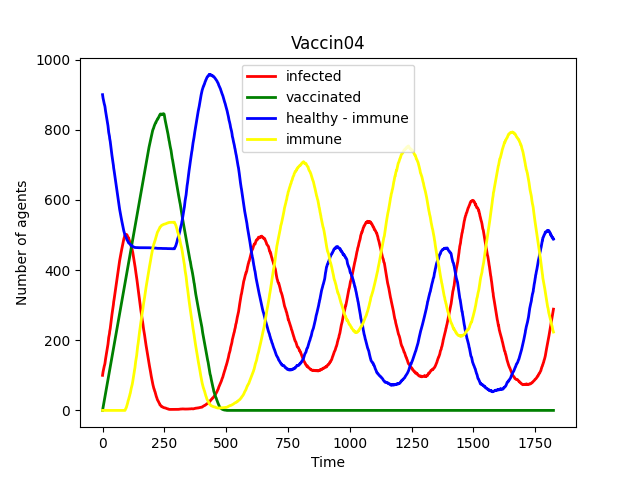 Vaccin04
infected
vaccinated
healthy - immune
immune
Number of agents
1000
800
600
400
200
0
0 250 500 750 1000 1250 1500 1750
Time